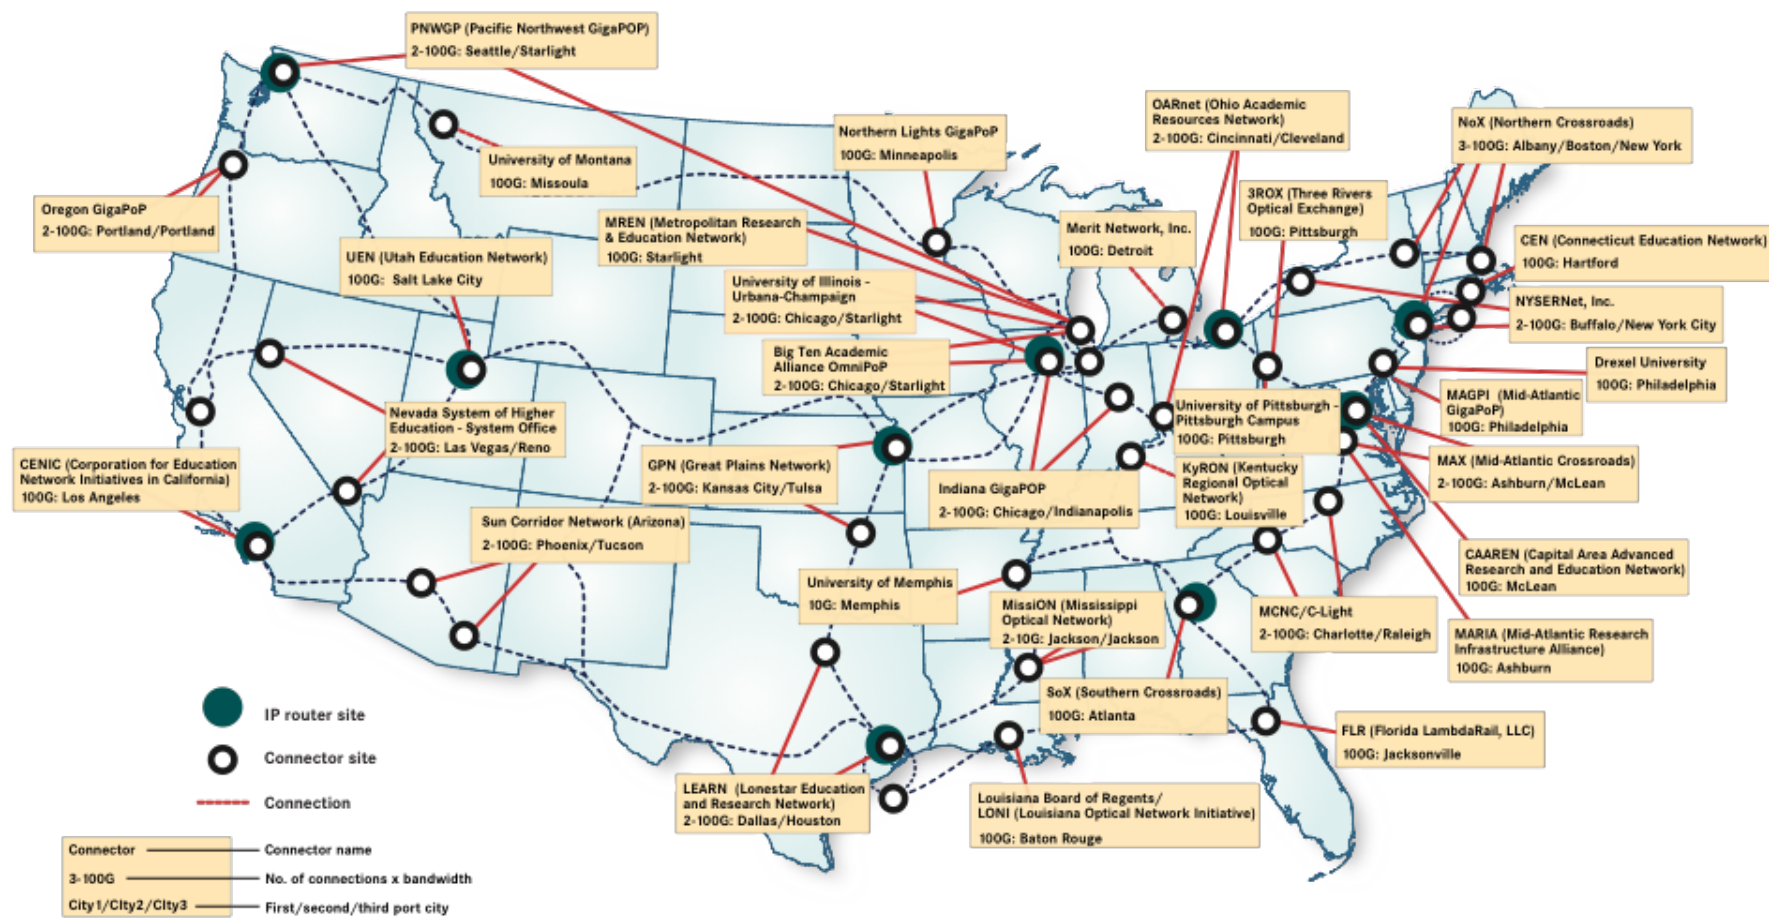 PNWGP (Pacific Northwest GigaPOP)
2-100G: Seattle/Starlight
University of Montana
100G: Missoula
Oregon GigaPoP
2-100G: Portland/Portland
UEN (Utah Education Network)
100G: Salt Lake City
Northern Lights GigaPoP
100G: Minneapolis
MREN (Metropolitan Research
& Education Network)
100G: Starlight
University of Illinois -
Urbana-Champaign
2-100G: Chicago/Starlight
Big Ten Academic
Alliance OmniPoP
2-100G: Chicago/Starlight
Merit Network, Inc.
100G: Detroit
OARnet (Ohio Academic
Resources Network)
2-100G: Cincinnati/Cleveland
3ROX (Three Rivers
Optical Exchange)
100G: Pittsburgh
NoX (Northern Crossroads)
3-100G: Albany/Boston/New York
CEN (Connecticut Education Network)
100G: Hartford
NYSERNet, Inc.
2-100G: Buffalo/New York City
Drexel University
100G: Philadelphia
MAGPI (Mid-Atlantic
GigaPoP)
100G: Philadelphia
University of Pittsburgh -
Pittsburgh Campus
100G: Pittsburgh
MAX (Mid-Atlantic Crossroads)
2-100G: Ashburn/McLean
KyRON (Kentucky
Regional Optical
Network)
100G: Louisville
Nevada System of Higher
Education - System Office
2-100G: Las Vegas/Reno
CENIC (Corporation for Education
Network Initiatives in California)
100G: Los Angeles
GPN (Great Plains Network)
2-100G: Kansas City/Tulsa
Indiana GigaPOP
2-100G: Chicago/Indianapolis
Sun Corridor Network (Arizona)
2-100G: Phoenix/Tucson
CAAREN (Capital Area Advanced
Research and Education Network)
100G: McLean
University of Memphis
10G: Memphis
MissiON (Mississippi
Optical Network)
2-10G: Jackson/Jackson
MCNC/C-Light
2-100G: Charlotte/Raleigh
MARIA (Mid-Atlantic Research
Infrastructure Alliance)
100G: Ashburn
SoX (Southern Crossroads)
100G: Atlanta
FLR (Florida LambdaRail, LLC)
100G: Jacksonville
LEARN (Lonestar Education
and Research Network)
2-100G: Dallas/Houston
Louisiana Board of Regents/
LONI (Louisiana Optical Network Initiative)
100G: Baton Rouge
IP router site
Connector site
Connection
Connector
Connector name
3-100G
No. of connections x bandwidth
City1/CIty2/CIty3
First/second/third port city